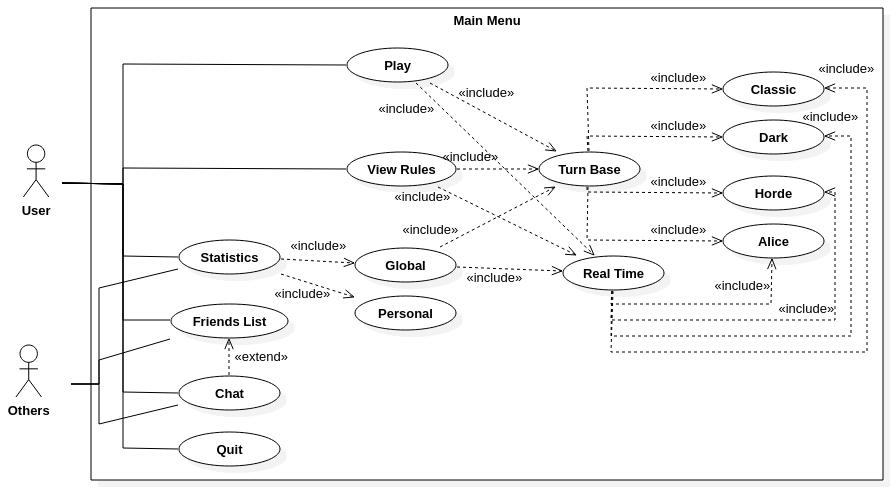 Main Menu
Play
«include»
«include»
«include»
Classic
«include»
«include»
Dark
«include»
User
View Rules
«include»
Turn Base
«include»
Horde
«include»
«include»
Alice
«include»
Statistics
«include»
Global
Real Time
«include»
«include»
«include»
Personal
«include»
Friends List
«extend»
Others
Chat
Quit